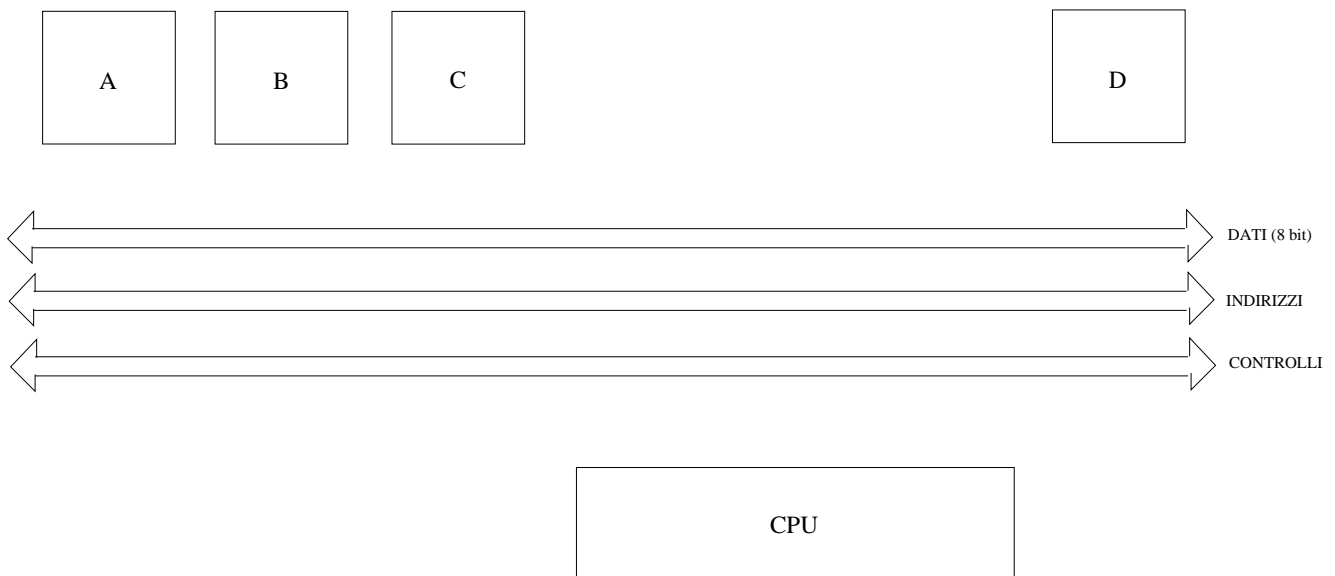 A B C D
DATI (8 bit)
INDIRIZZI
CONTROLLI
CPU